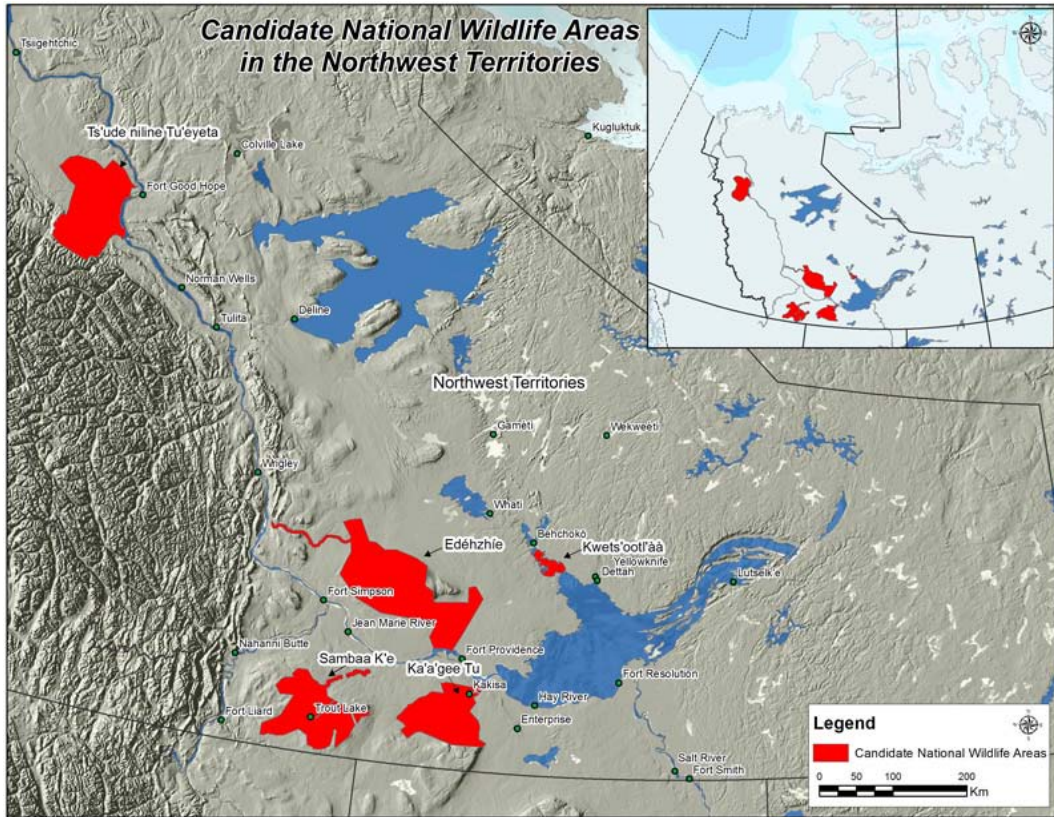 Candidate National Wildlife Areas
in the Northwest Territories
Tsiigehtchic
Kugluktuk
Ts'ude niline Tu'eyeta
Colville Lake
Fort Good Hope
Norman Wells
Deline
Tulita
Northwest Territories
Gamèti
Wekweeti
Wrigley
Whati
Behchokò
Edéhzhíe
Kwets'ootl'àà
Yellowknife
Dettah
Lutselk'e
Fort Simpson
Jean Marie River
Nahanni Butte
Fort Providence
Sambaa K'e
Ka'a'gee Tu
Kakisa
Fort Resolution
Hay River
Fort Liard
Trout Lake
Enterprise
Salt River
Fort Smith
Legend
Candidate National Wildlife Areas
0 25 50 100 200
Km